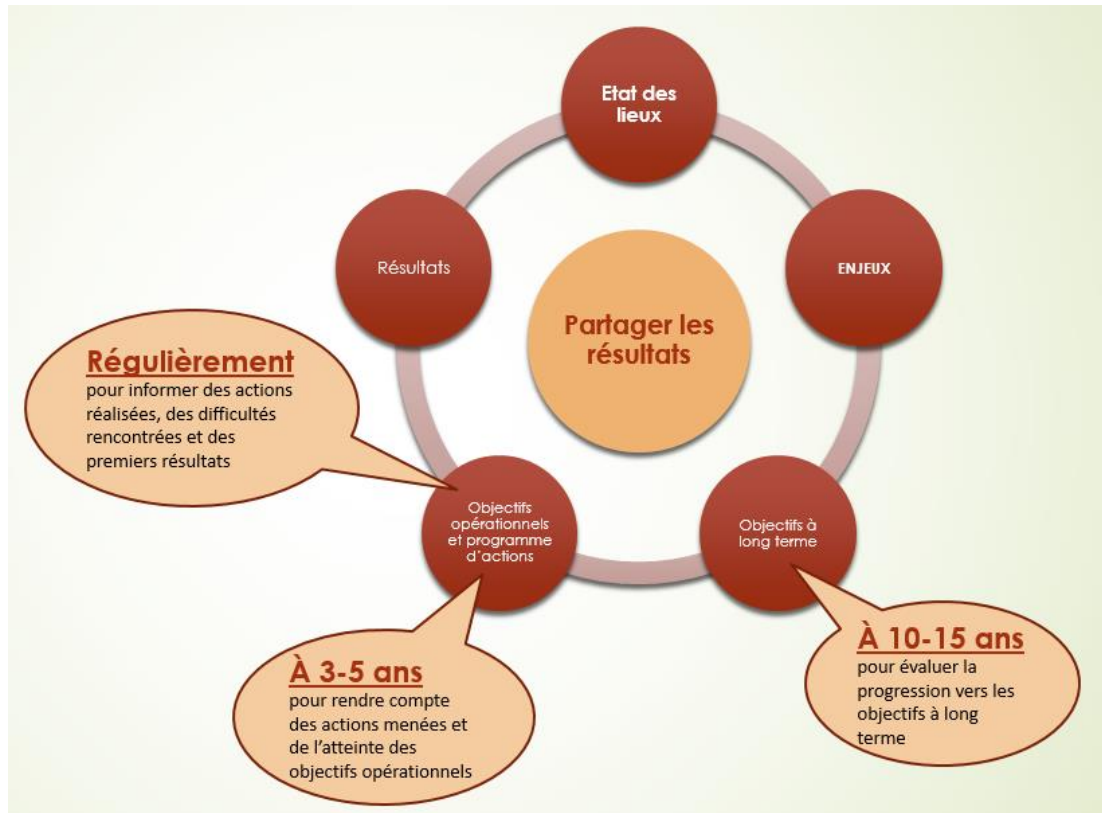 Etat des
lieux
Résultats
ENJEUX
Partager les
résultats
Régulièrement
pour informer des actions
réalisées, des difficultés
rencontrées et des
premiers résultats
Objectifs
opérationnels
et programme
d'actions
Objectifs à
long terme
À 3-5 ans
pour rendre compte
des actions menées et
de l'atteinte des
objectifs opérationnels
À 10-15 ans
pour évaluer la
progression vers les
objectifs à long
terme